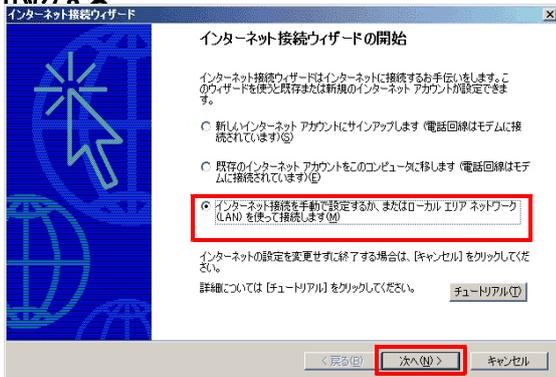 インターネット接続ウィザード
インターネット接続ウィザードの開始
インターネット接続ウィザードはインターネットに接続するお手伝いをします。こ
のウィザードを使うと既存または新規のインターネット アカウントが設定できま
す。
新しいインターネット アカウントにサインアップします (電話回線はモデムに接
続されています)(S)
既存のインターネット アカウントをこのコンピュータに移します (電話回線はモデ
ムに接続されています)(E)
インターネット接続を手動で設定するか、またはローカル エリア ネットワーク
(LAN) を使って接続します(M)
インターネットの設定を変更せずに終了する場合は、[キャンセル] をクリックしてくだ
さい。
詳細については [チュートリアル] をクリックしてください。
チュートリアル(T)
< 戻る(B)
次へ(N) >
キャンセル